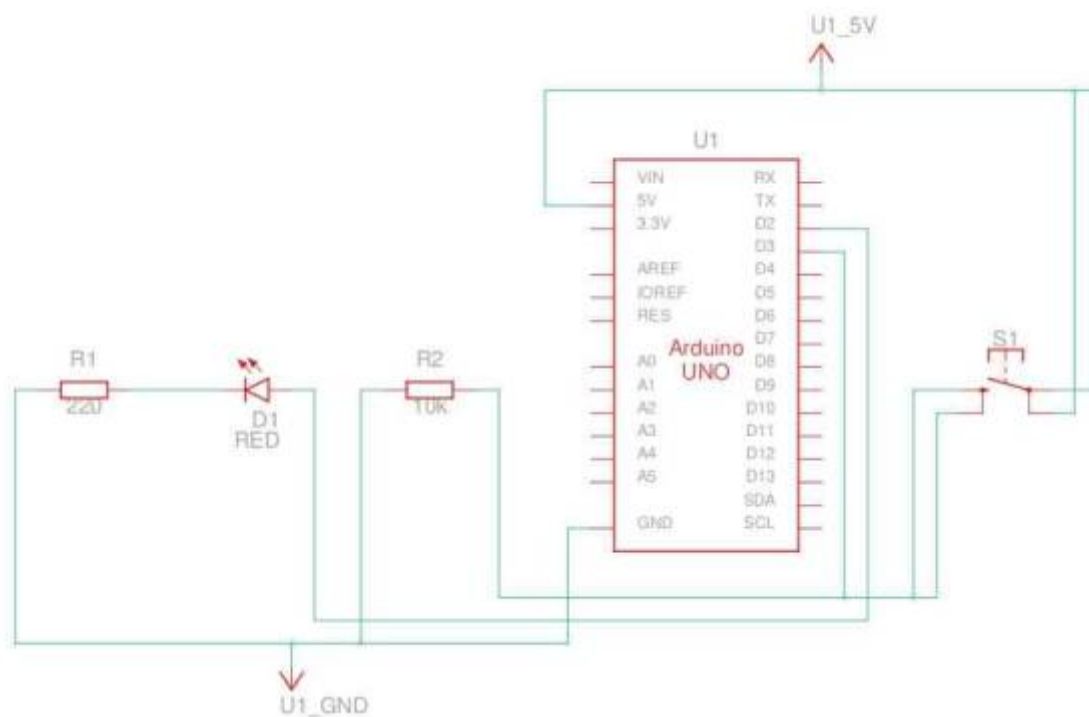 U1_5V
U1
VIN RX
5V TX
3.3V D2
D3
AREF D4
IOREF D5
RES D6
D7
Arduino
UNO
A0 D8
A1 D9
A2 D10
A3 D11
A4 D12
A5 D13
SDA
GND SCL
S1
R1
220
D1
RED
R2
10k
U1_GND